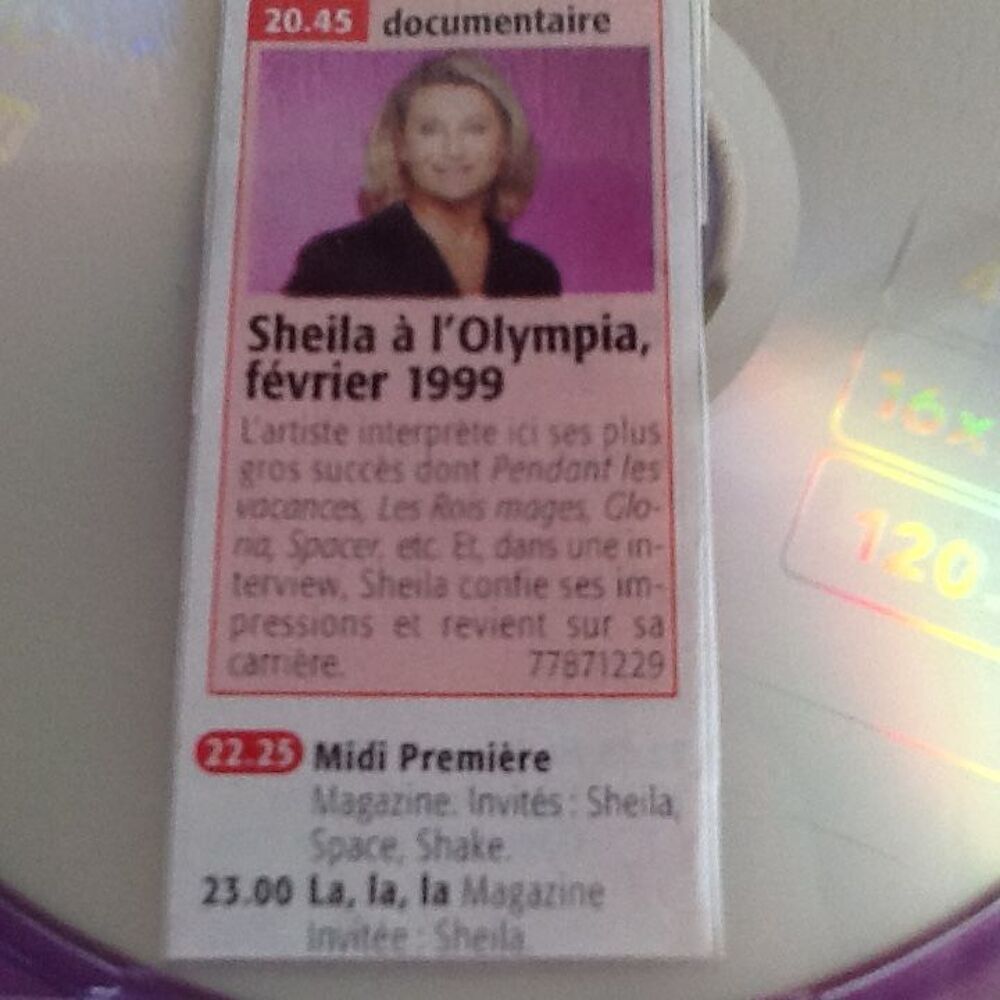 20.45 documentaire
Sheila à l'Olympia,
février 1999
L'artiste interprète ici ses plus
gros succès dont Pendant les
vacances, Les Rois mages, Glo-
ria, Spacer, etc. Et, dans une in-
terview, Sheila confie ses im-
pressions et revient sur sa
carrière. 77871229
22.25 Midi Première
Magazine. Invités : Sheila,
Space, Shake.
23.00 La, la, la Magazine
Invitée : Sheila.
16x
120